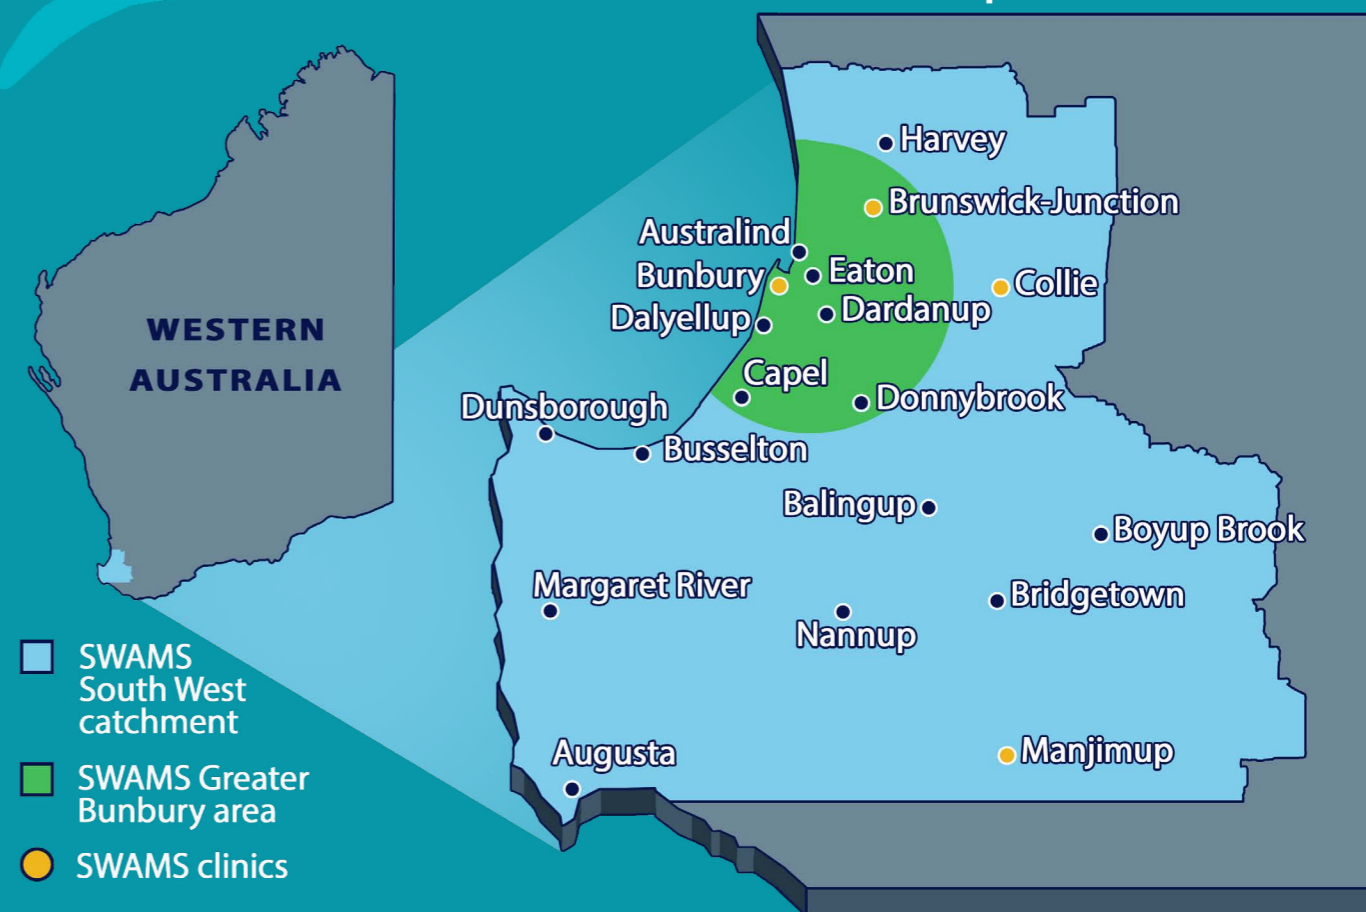 WESTERN
AUSTRALIA
Harvey
Brunswick-Junction
Australind
Eaton
Bunbury
Collie
Dardanup
Dalyellup
Capel
Donnybrook
Dunsborough
Busselton
Balingup
Boyup Brook
Margaret River
Bridgetown
Nannup
Augusta
Manjimup
SWAMS
South West
catchment
SWAMS Greater
Bunbury area
SWAMS clinics